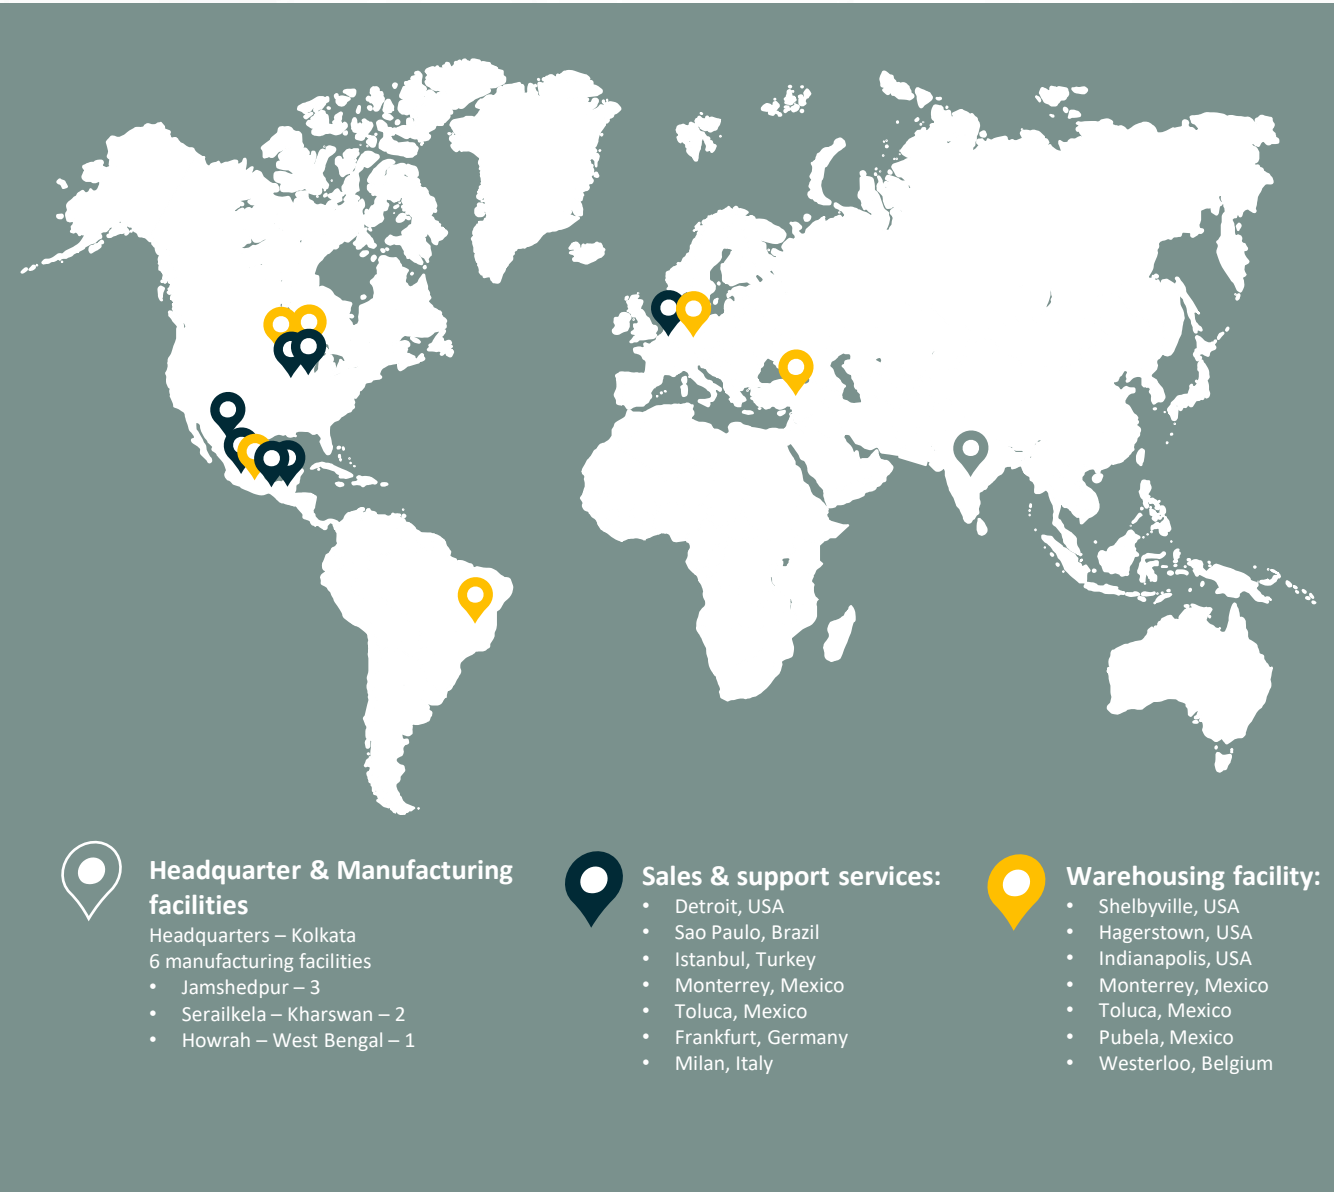 Headquarter & Manufacturing
facilities
Headquarters – Kolkata
6 manufacturing facilities
• Jamshedpur – 3
• Serailkela – Kharswan – 2
• Howrah – West Bengal – 1
Sales & support services:
• Detroit, USA
• Sao Paulo, Brazil
• Istanbul, Turkey
• Monterrey, Mexico
• Toluca, Mexico
• Frankfurt, Germany
• Milan, Italy
Warehousing facility:
• Shelbyville, USA
• Hagerstown, USA
• Indianapolis, USA
• Monterrey, Mexico
• Toluca, Mexico
• Pubela, Mexico
• Westerloo, Belgium